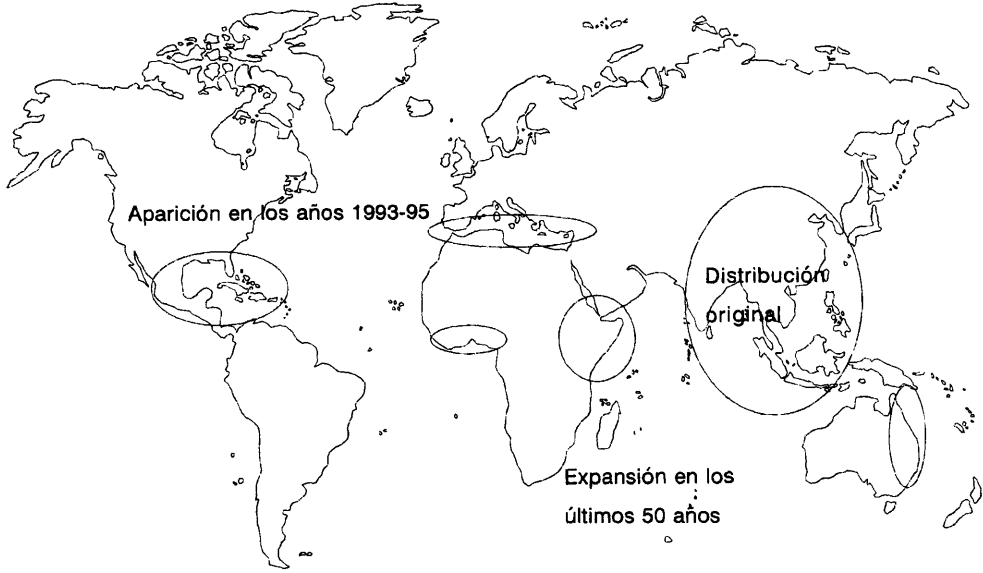 Aparición en los años 1993-95
Distribución
original
Expansión en los
últimos 50 años